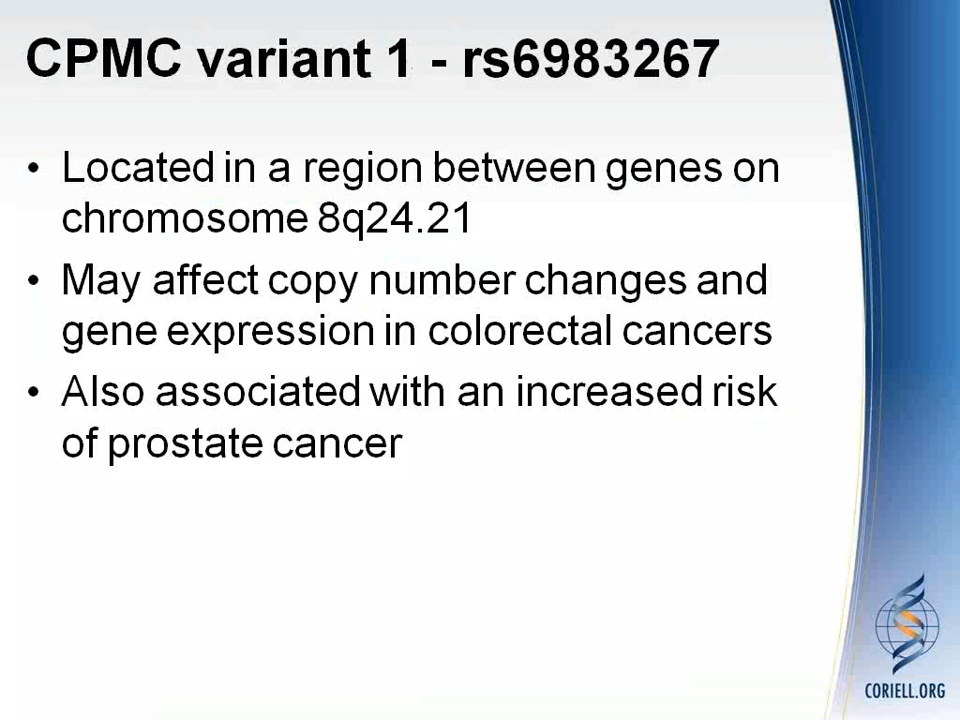 CPMC variant 1 - rs6983267
• Located in a region between genes on
chromosome 8q24.21
• May affect copy number changes and
gene expression in colorectal cancers
• Also associated with an increased risk
of prostate cancer
CORIELL.ORG